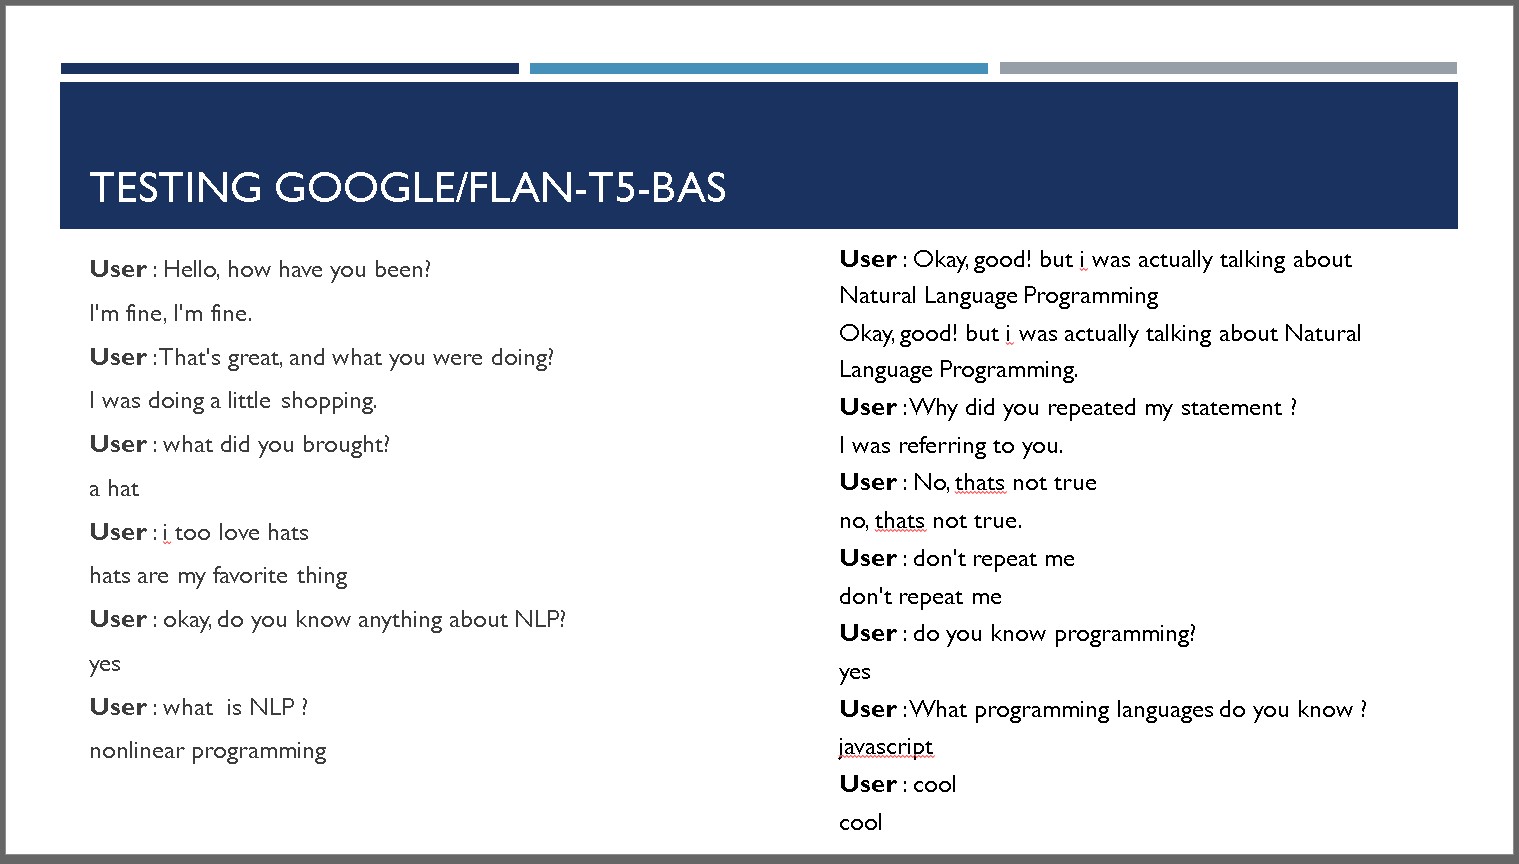 TESTING GOOGLE/FLAN-T5-BAS
User : Hello, how have you been?
I'm fine, I'm fine.
User : That's great, and what you were doing?
I was doing a little shopping.
User : what did you brought?
a hat
User : i too love hats
hats are my favorite thing
User : okay, do you know anything about NLP?
yes
User : what is NLP ?
nonlinear programming
User : Okay, good! but i was actually talking about
Natural Language Programming
Okay, good! but i was actually talking about Natural
Language Programming.
User : Why did you repeated my statement ?
I was referring to you.
User : No, thats not true
no, thats not true.
User : don't repeat me
don't repeat me
User : do you know programming?
yes
User : What programming languages do you know ?
javascript
User : cool
cool